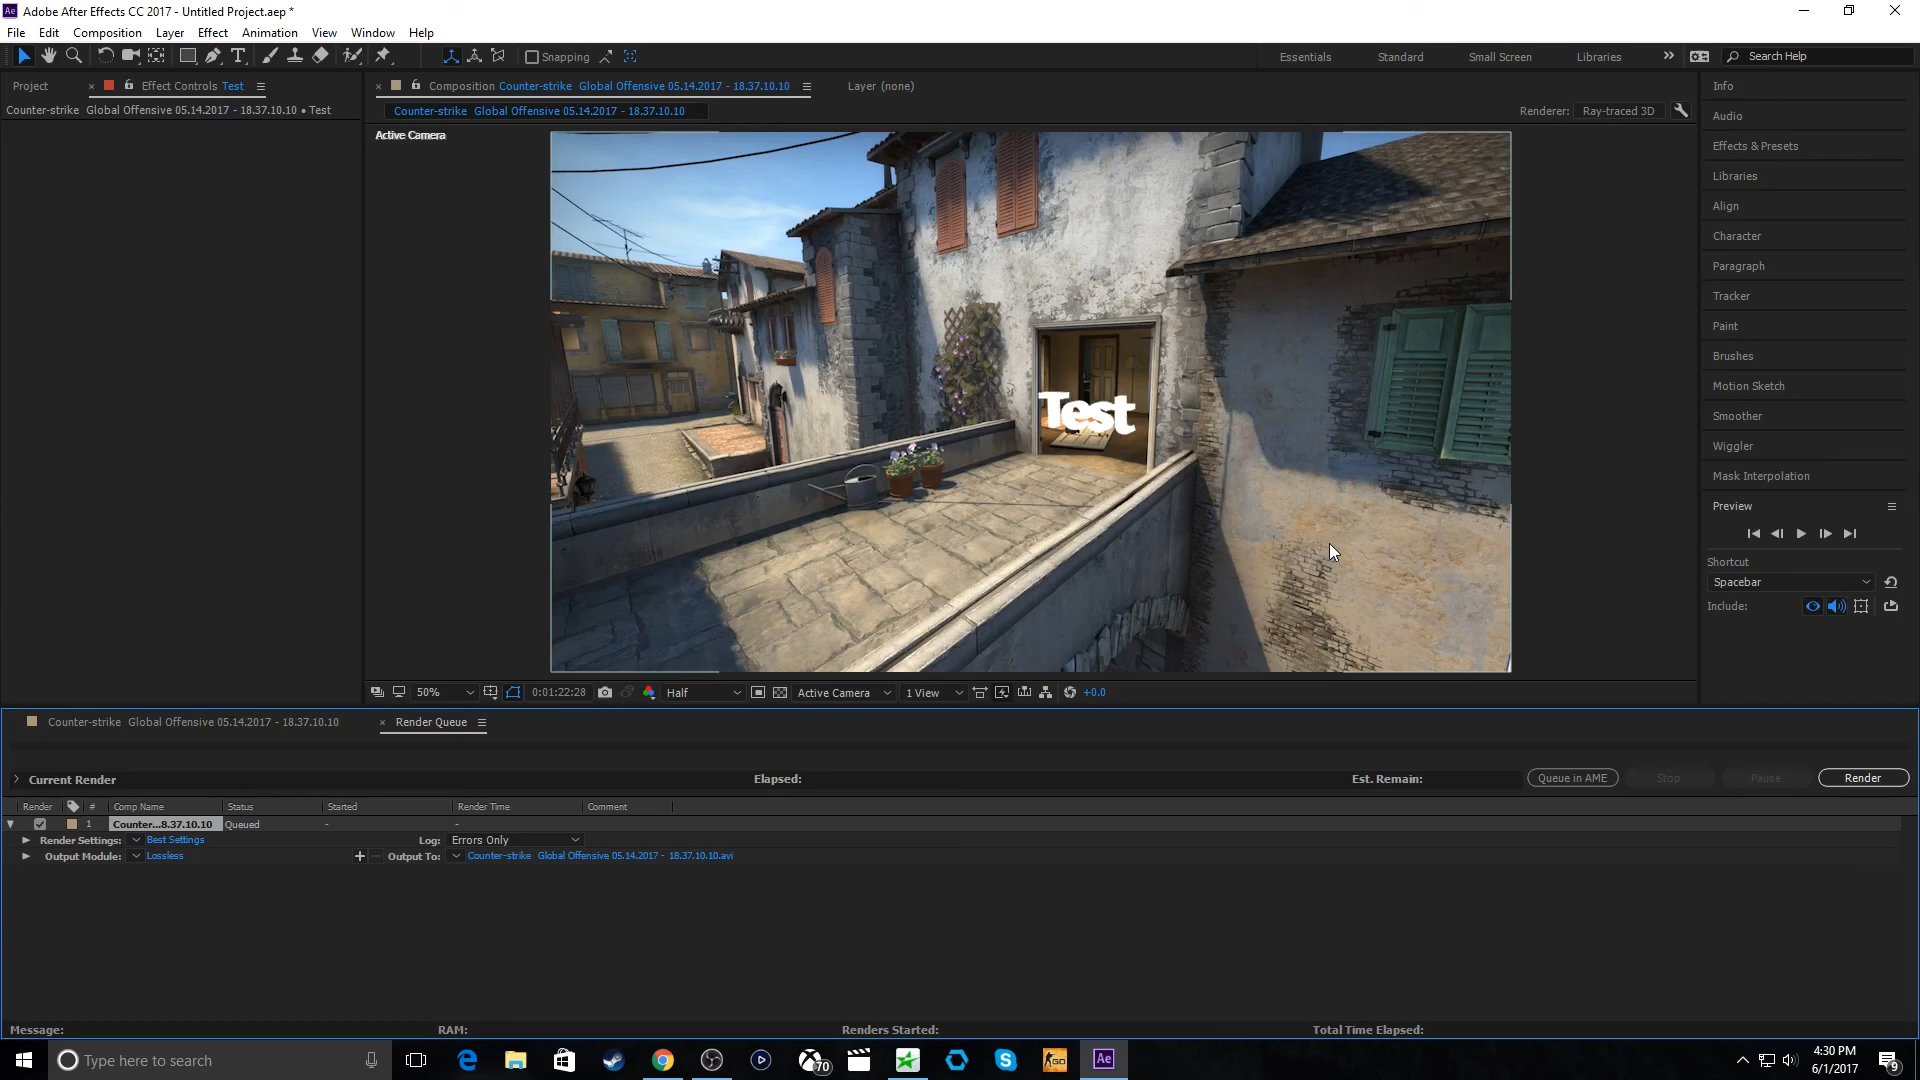 Ae Adobe After Effects CC 2017 - Untitled Project.aep *
File Edit Composition Layer Effect Animation View Window Help
Snapping Essentials Standard Small Screen Libraries Search Help
Project Effect Controls Test Composition Counter-strike Global Offensive 05.14.2017 - 18.37.10.10 Layer (none) Info
Counter-strike Global Offensive 05.14.2017 - 18.37.10.10 • Test Counter-strike Global Offensive 05.14.2017 - 18.37.10.10 Renderer: Ray-traced 3D
Audio
Active Camera
Effects & Presets
Libraries
Align
Character
Paragraph
Tracker
Paint
Brushes
Motion Sketch
Test
Smoother
Wiggler
Mask Interpolation
Preview
Shortcut
Spacebar
Include:
50% 0:01:22:28 Half Active Camera 1 View +0.0
Counter-strike Global Offensive 05.14.2017 - 18.37.10.10 Render Queue
Current Render Elapsed: Est. Remain: Queue in AME Stop Pause Render
Render # Comp Name Status Started Render Time Comment
1 Counter...8.37.10.10 Queued - -
Render Settings: Best Settings Log: Errors Only
Output Module: Lossless Output To: Counter-strike Global Offensive 05.14.2017 - 18.37.10.10.avi
Message: RAM: Renders Started: Total Time Elapsed:
Type here to search 70 GO Ae 4:30 PM
6/1/2017 9